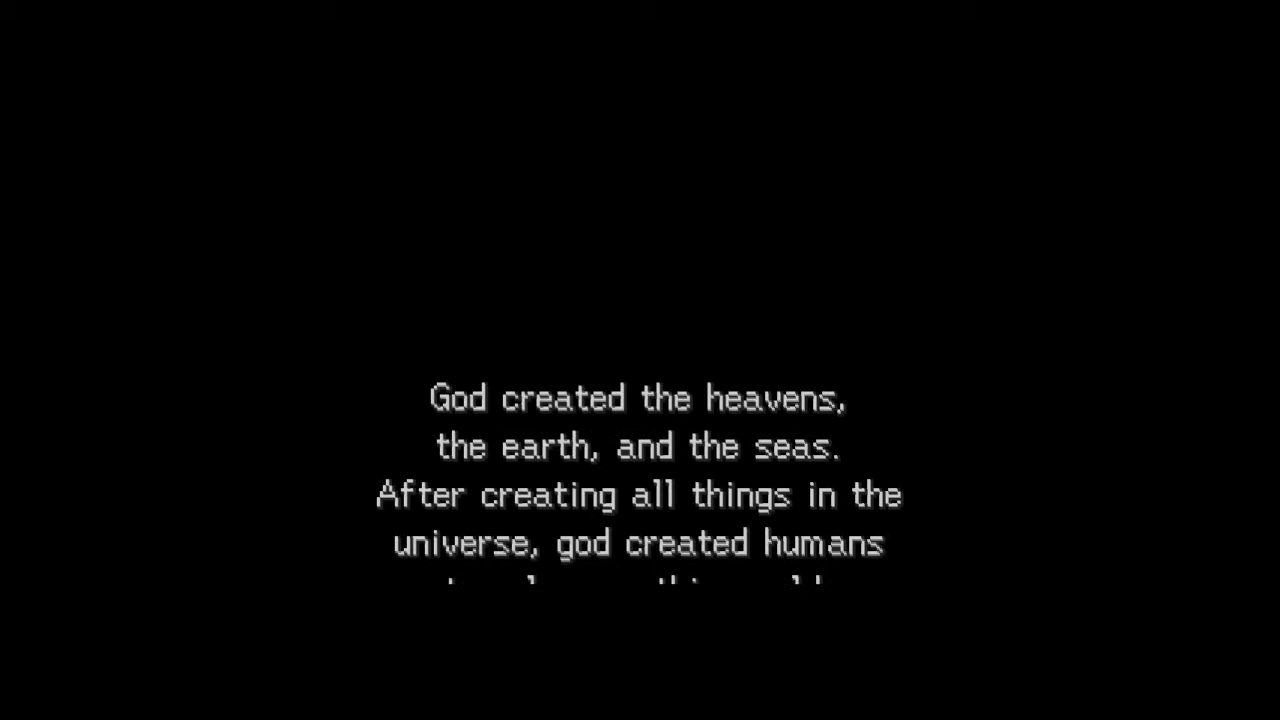 God created the heavens,
the earth, and the seas.
After creating all things in the
universe, god created humans